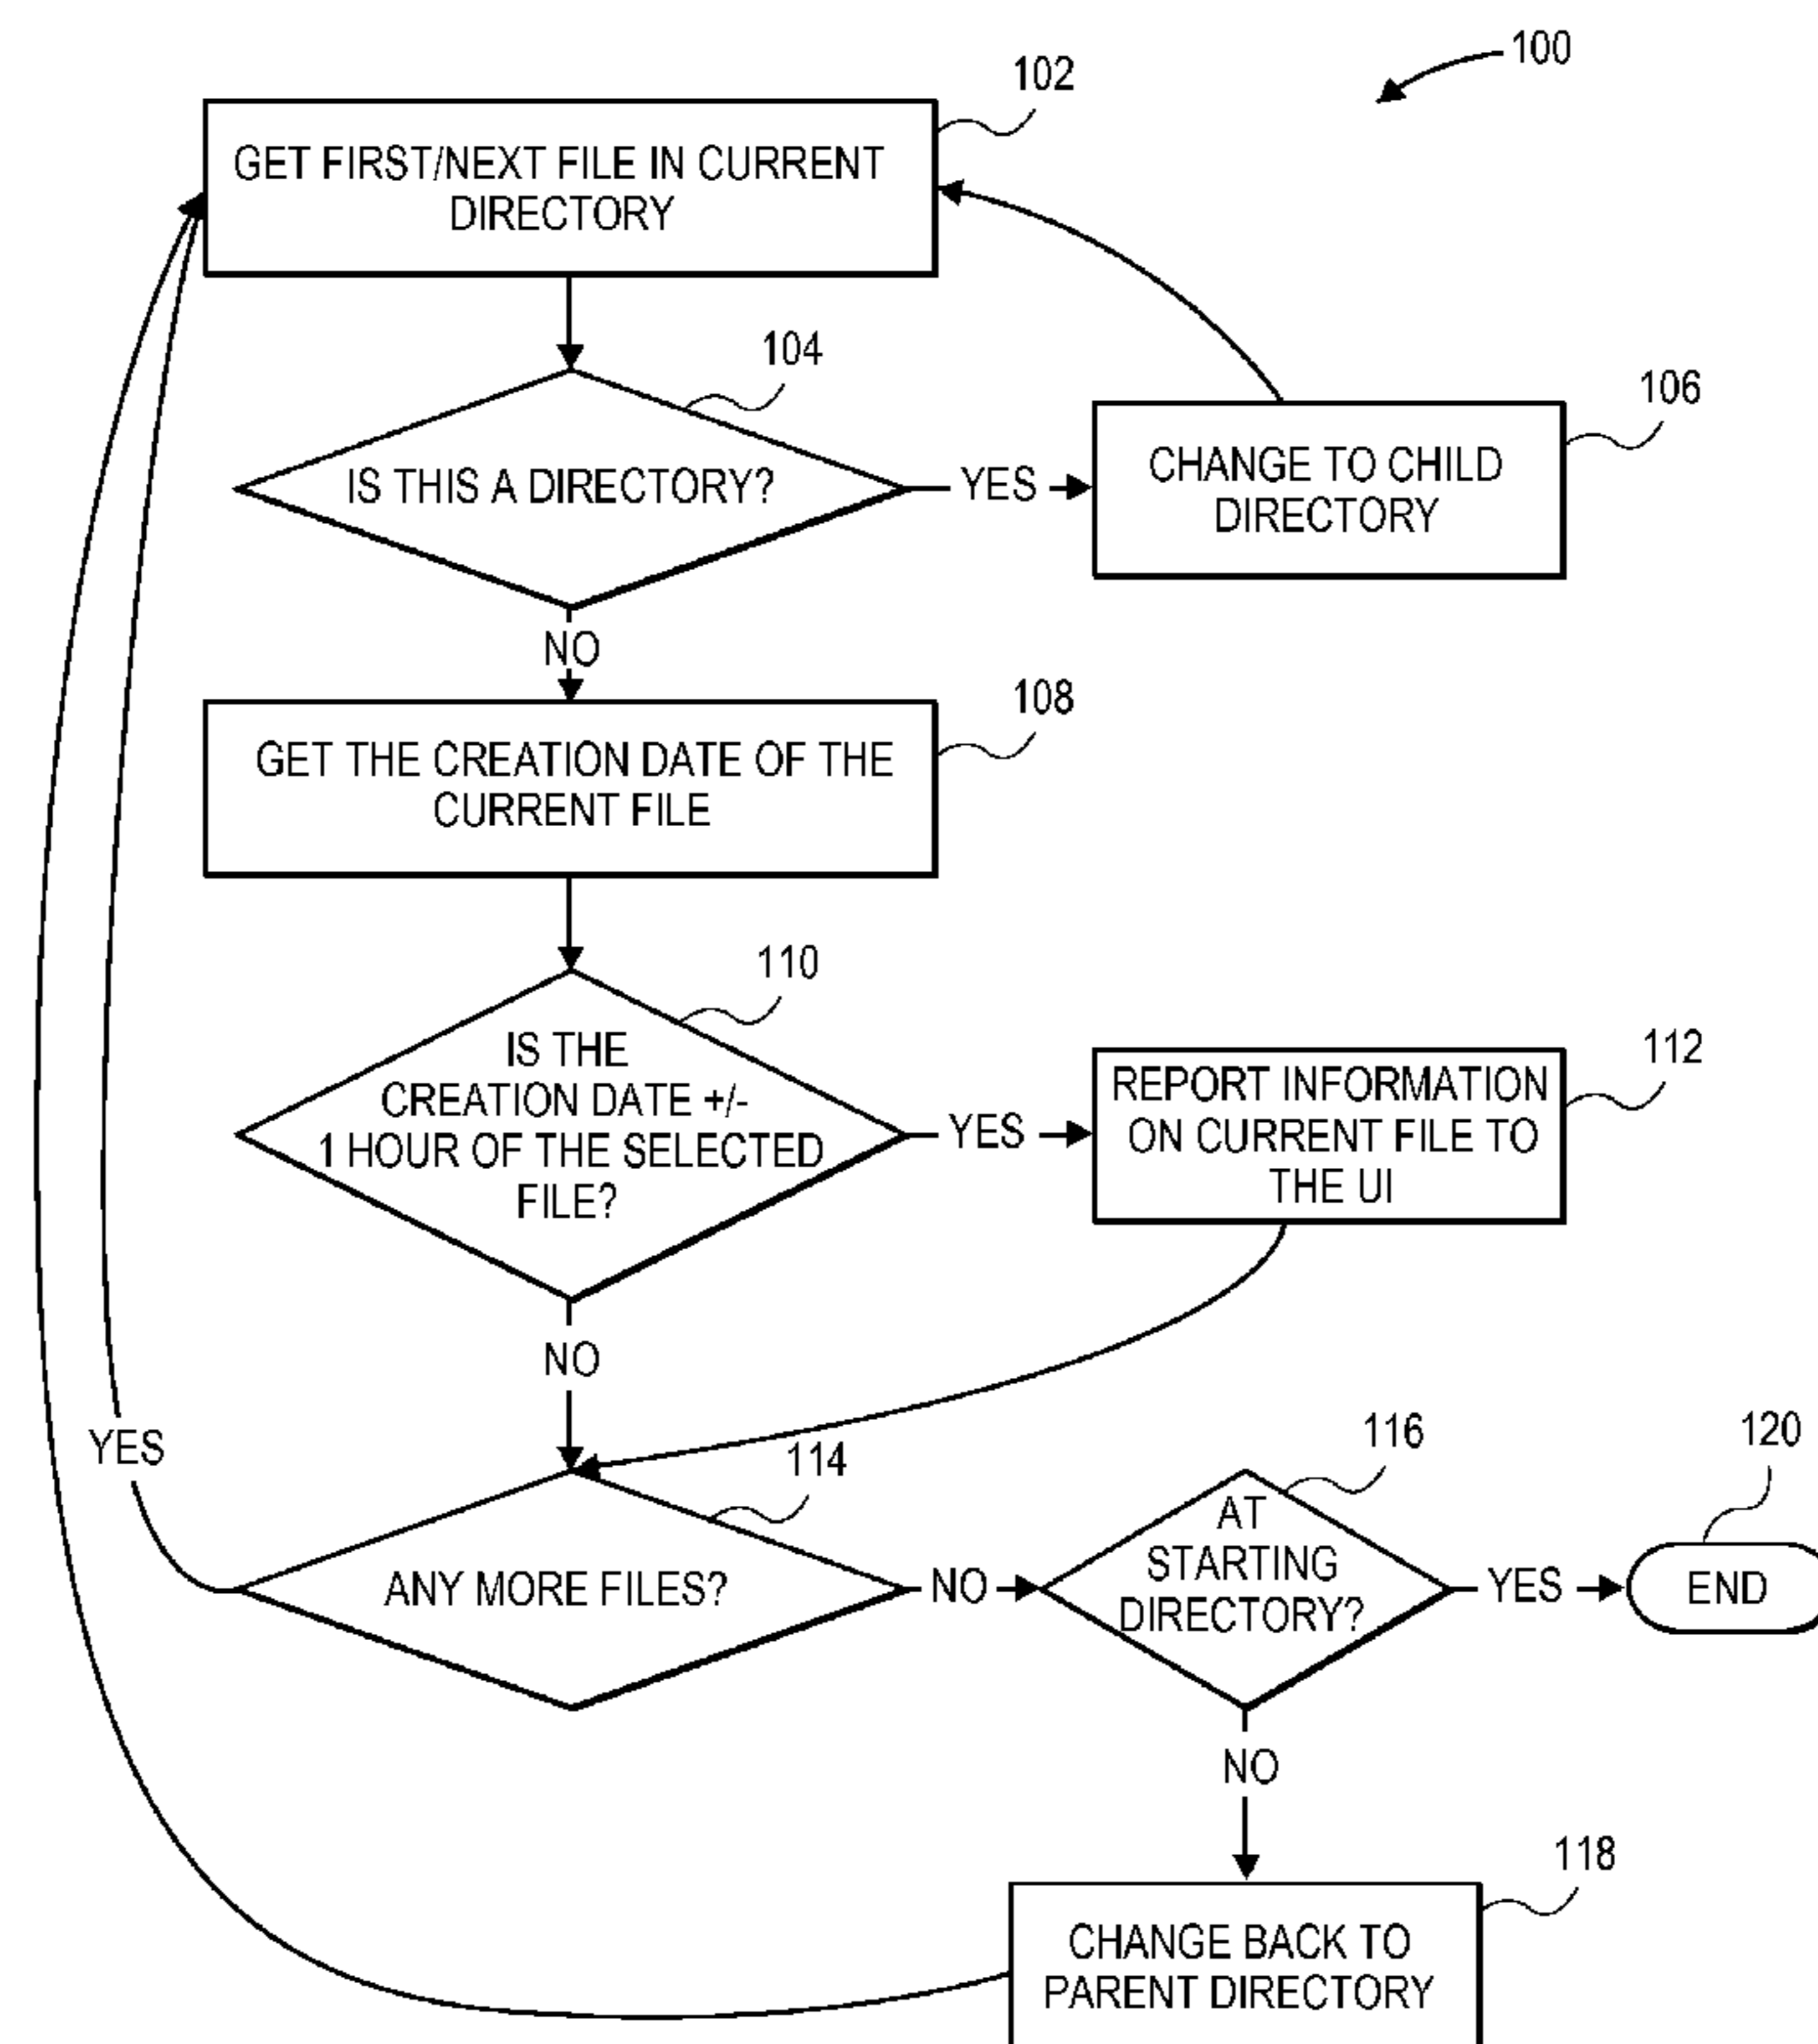 100
102
GET FIRST/NEXT FILE IN CURRENT
DIRECTORY
104
IS THIS A DIRECTORY?
YES
106
CHANGE TO CHILD
DIRECTORY
NO
108
GET THE CREATION DATE OF THE
CURRENT FILE
110
IS THE
CREATION DATE +/-
1 HOUR OF THE SELECTED
FILE?
YES
112
REPORT INFORMATION
ON CURRENT FILE TO
THE UI
NO
YES
114
ANY MORE FILES?
NO
116
AT
STARTING
DIRECTORY?
YES
120
END
NO
118
CHANGE BACK TO
PARENT DIRECTORY